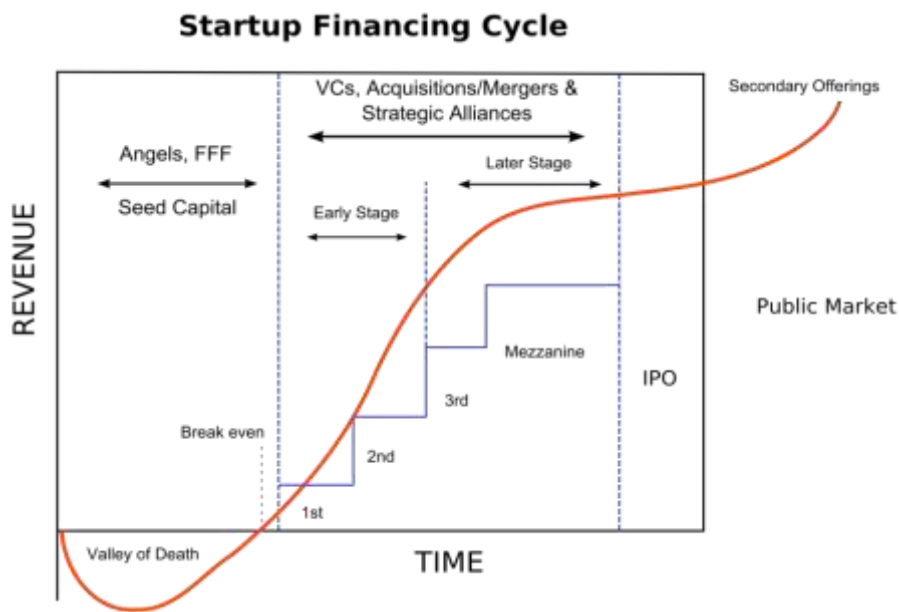 Startup Financing Cycle
Secondary Offerings
VCs, Acquisitions/Mergers &
Strategic Alliances
Angels, FFF
Later Stage
Seed Capital
Early Stage
REVENUE
Public Market
Mezzanine
IPO
3rd
Break even
2nd
1st
Valley of Death
TIME